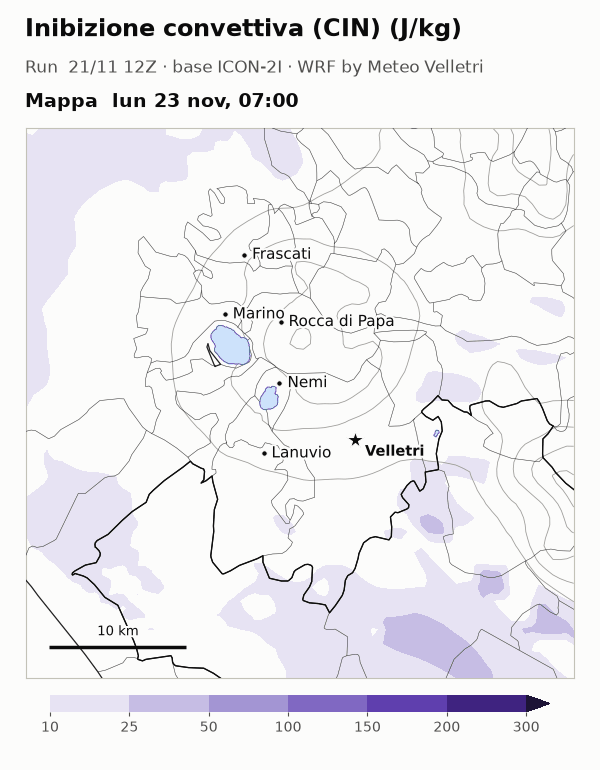 Inibizione convettiva (CIN) (J/kg)
Run  21/11 12Z · base ICON-2I · WRF by Meteo Velletri
Mappa  lun 23 nov, 07:00
Frascati
Marino
Rocca di Papa
Nemi
Velletri
Lanuvio
10 km
10 25 50 100 150 200 300